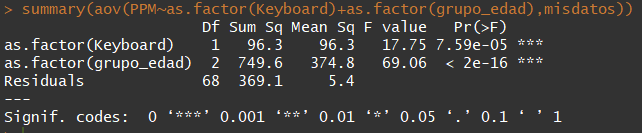 > summary(aov(PPM~as.factor(Keyboard)+as.factor(grupo_edad),misdatos))
                      Df Sum Sq Mean Sq F value   Pr(>F)    
as.factor(Keyboard)    1   96.3    96.3   17.75 7.59e-05 ***
as.factor(grupo_edad)  2  749.6   374.8   69.06  < 2e-16 ***
Residuals             68  369.1     5.4                     
---
Signif. codes:  0 ‘***’ 0.001 ‘**’ 0.01 ‘*’ 0.05 ‘.’ 0.1 ‘ ’ 1